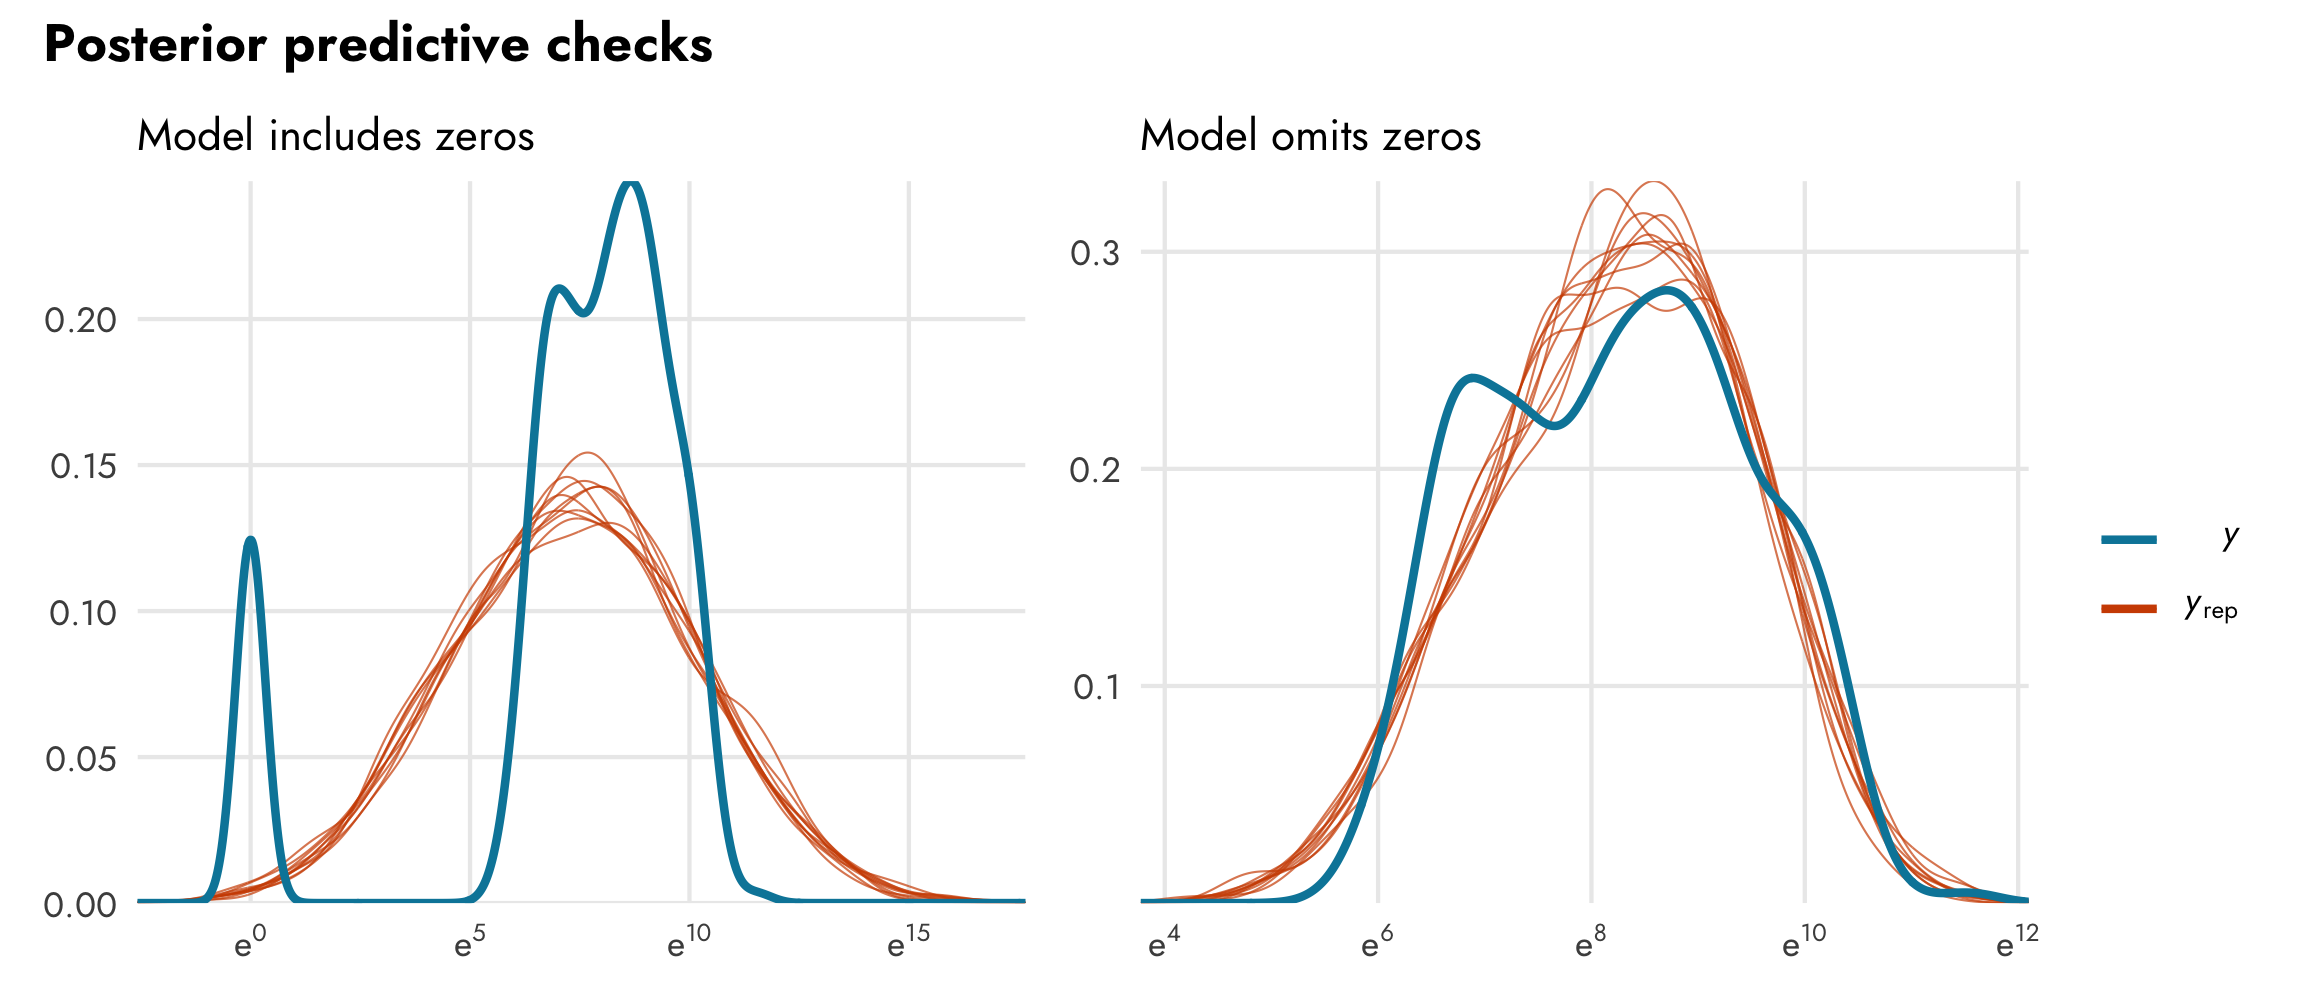 Posterior predictive checks
Model includes zeros
0.20
0.15
0.10
0.05
0.00
e⁰ e⁵ e¹⁰ e¹⁵
Model omits zeros
0.3
0.2
0.1
e⁴ e⁶ e⁸ e¹⁰ e¹²
y
y rep